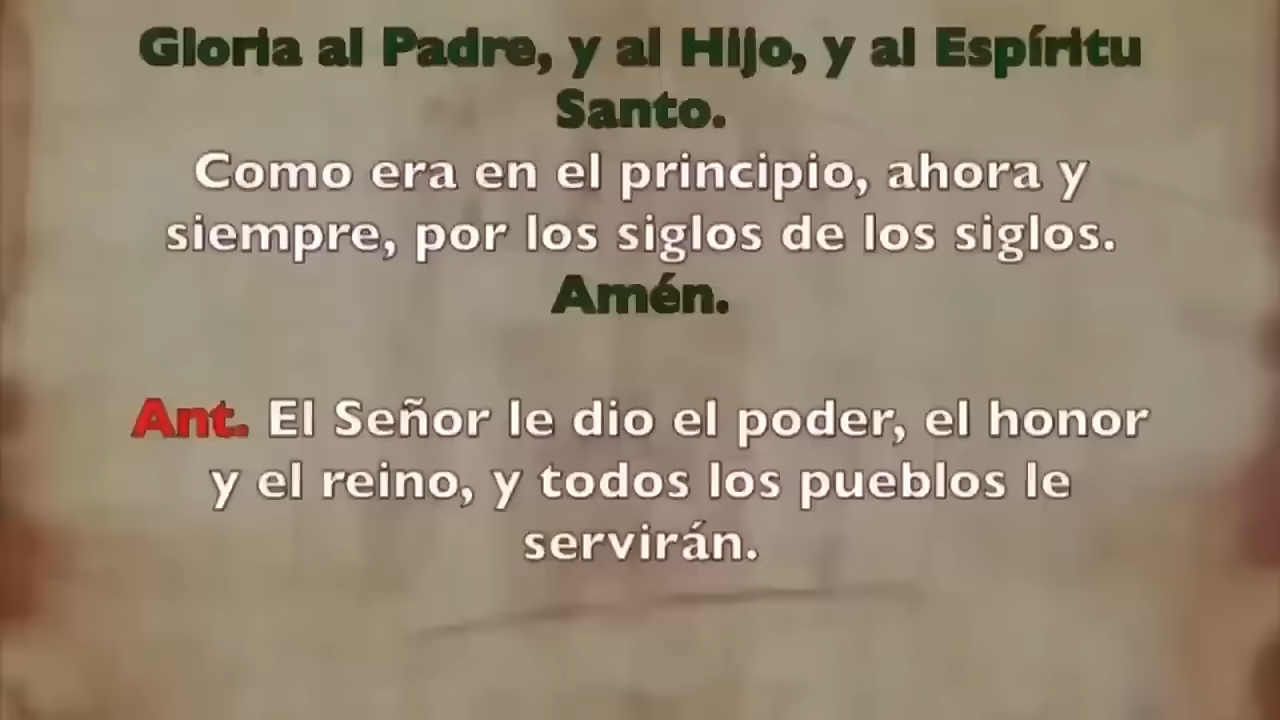 Gloria al Padre, y al Hijo, y al Espíritu
Santo.
Como era en el principio, ahora y
siempre, por los siglos de los siglos.
Amén.
Ant. El Señor le dio el poder, el honor
y el reino, y todos los pueblos le
servirán.